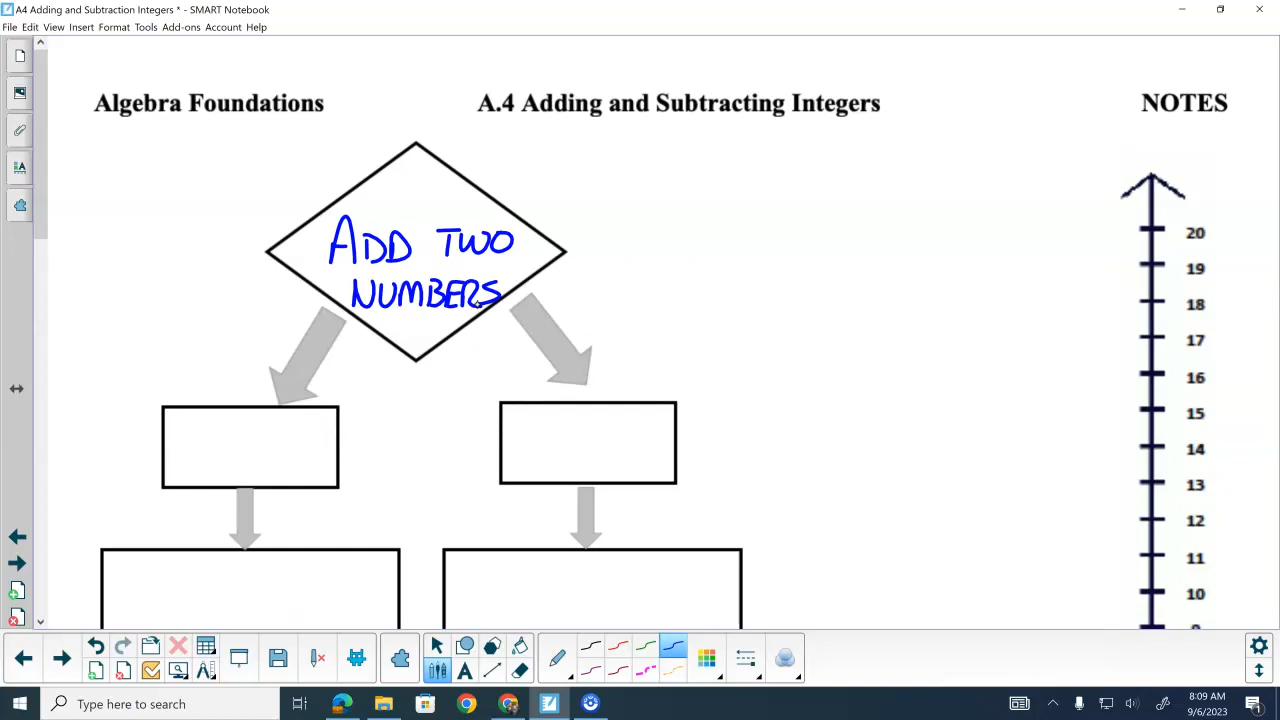 A4 Adding and Subtraction Integers * - SMART Notebook
File Edit View Insert Format Tools Add-ons Account Help
Algebra Foundations
A.4 Adding and Subtracting Integers
NOTES
ADD TWO
NUMBERS
20
19
18
17
16
15
14
13
12
11
10
Type here to search
8:09 AM
9/6/2023
1